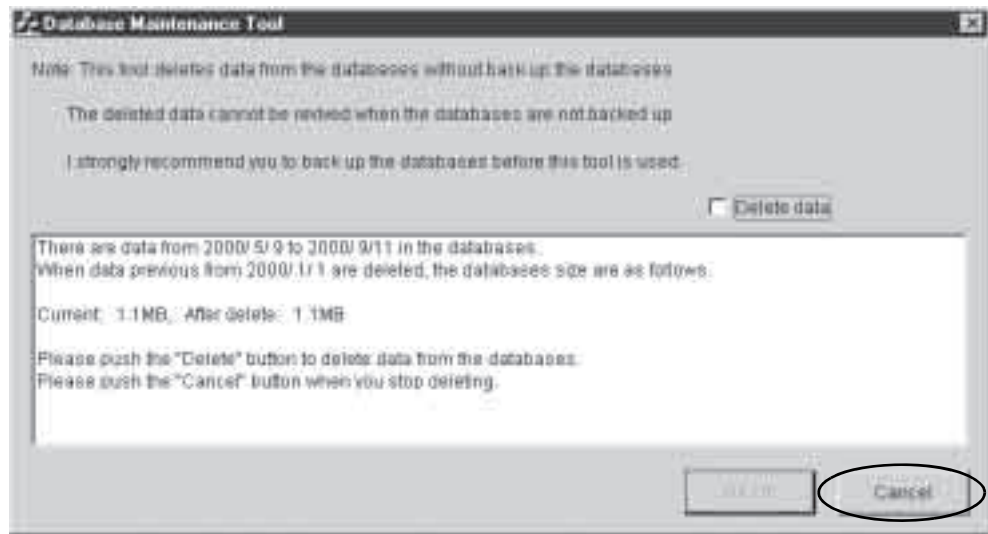 Database Maintenance Tool
Note: This tool deletes data from the databases without back up the databases
The deleted data cannot be revived when the databases are not backed up
I strongly recommend you to back up the databases before this tool is used.
Delete data
There are data from 2000/ 5/ 9 to 2000/ 9/11 in the databases.
When data previous from 2000/ 1/ 1 are deleted, the databases size are as follows.
Current: 1.1MB, After delete: 1.1MB
Please push the "Delete" button to delete data from the databases.
Please push the "Cancel" button when you stop deleting.
Cancel